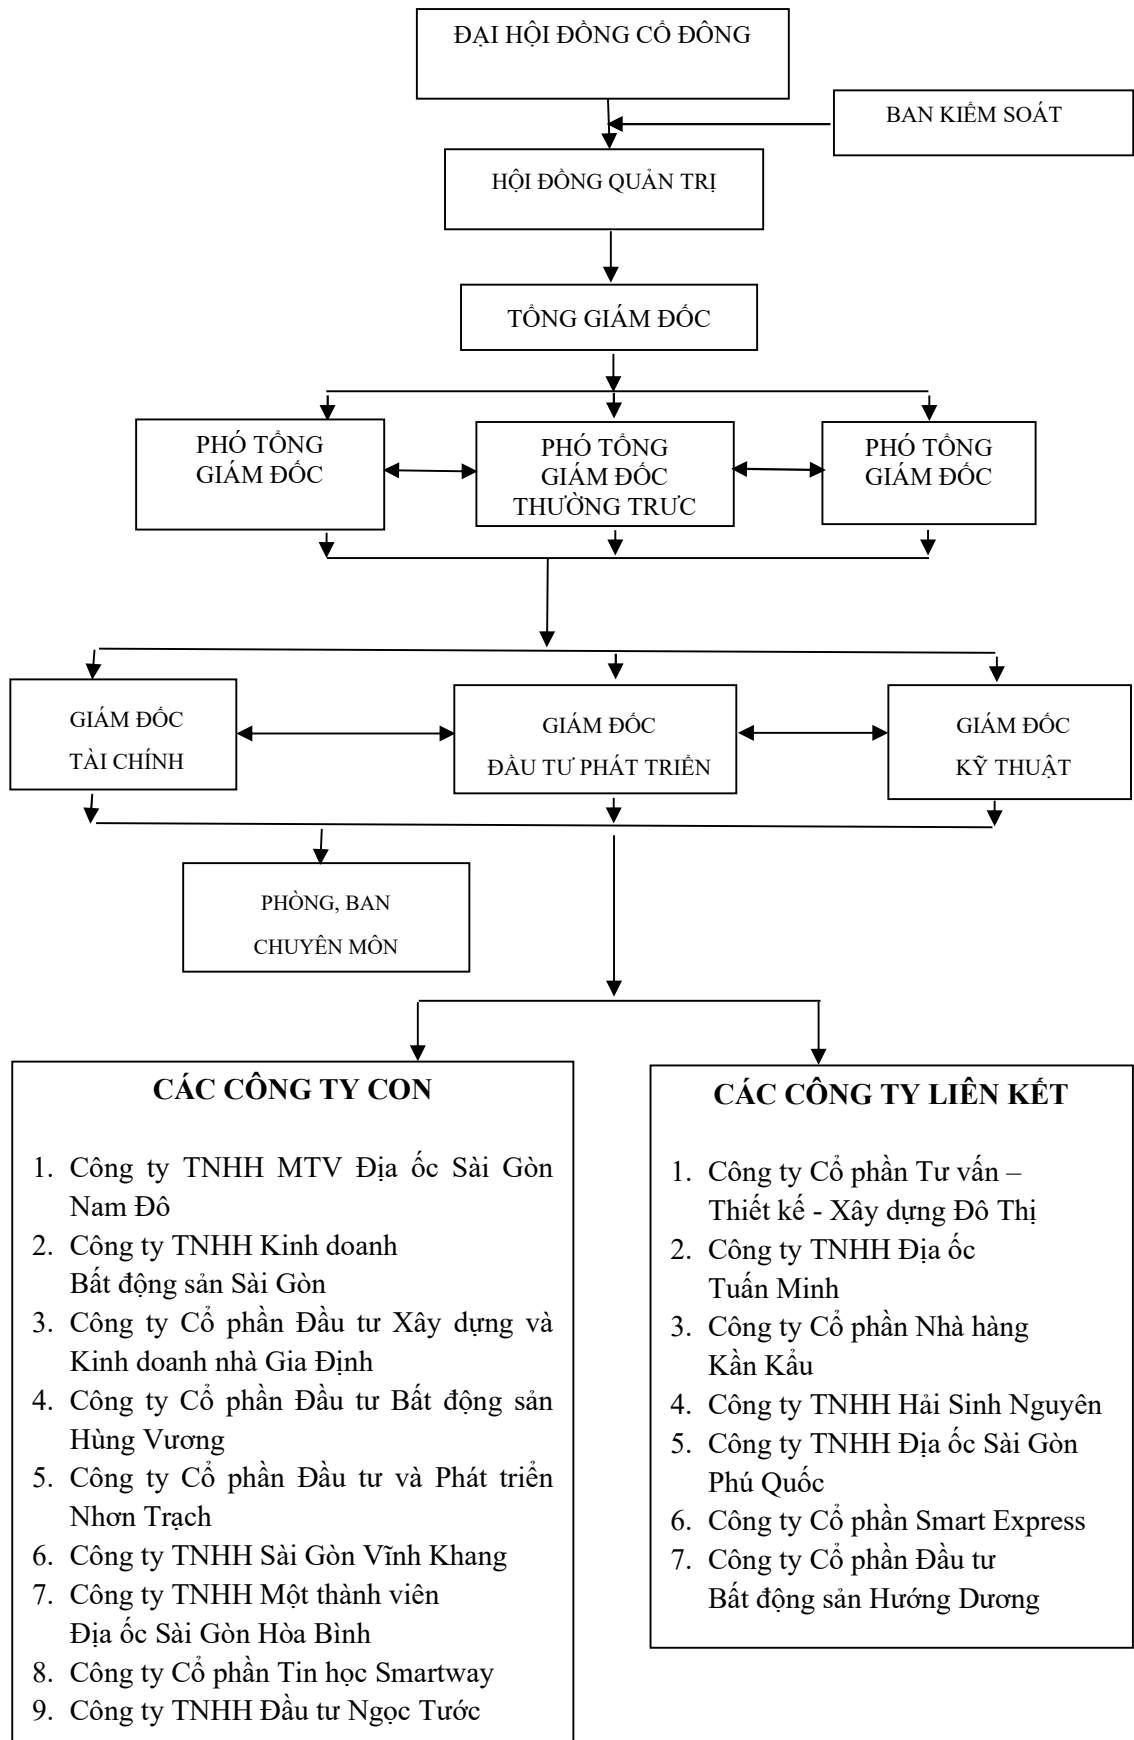 ĐẠI HỘI ĐỒNG CỔ ĐÔNG
BAN KIỂM SOÁT
HỘI ĐỒNG QUẢN TRỊ
TỔNG GIÁM ĐỐC
PHÓ TỔNG
GIÁM ĐỐC
PHÓ TỔNG
GIÁM ĐỐC
THƯỜNG TRƯC
PHÓ TỔNG
GIÁM ĐỐC
GIÁM ĐỐC
TÀI CHÍNH
GIÁM ĐỐC
ĐẦU TƯ PHÁT TRIỂN
GIÁM ĐỐC
KỸ THUẬT
PHÒNG, BAN
CHUYÊN MÔN
CÁC CÔNG TY CON
1. Công ty TNHH MTV Địa ốc Sài Gòn
Nam Đô
2. Công ty TNHH Kinh doanh
Bất động sản Sài Gòn
3. Công ty Cổ phần Đầu tư Xây dựng và
Kinh doanh nhà Gia Định
4. Công ty Cổ phần Đầu tư Bất động sản
Hùng Vương
5. Công ty Cổ phần Đầu tư và Phát triển
Nhơn Trạch
6. Công ty TNHH Sài Gòn Vĩnh Khang
7. Công ty TNHH Một thành viên
Địa ốc Sài Gòn Hòa Bình
8. Công ty Cổ phần Tin học Smartway
9. Công ty TNHH Đầu tư Ngọc Tước
CÁC CÔNG TY LIÊN KẾT
1. Công ty Cổ phần Tư vấn –
Thiết kế - Xây dựng Đô Thị
2. Công ty TNHH Địa ốc
Tuấn Minh
3. Công ty Cổ phần Nhà hàng
Kần Kẩu
4. Công ty TNHH Hải Sinh Nguyên
5. Công ty TNHH Địa ốc Sài Gòn
Phú Quốc
6. Công ty Cổ phần Smart Express
7. Công ty Cổ phần Đầu tư
Bất động sản Hướng Dương